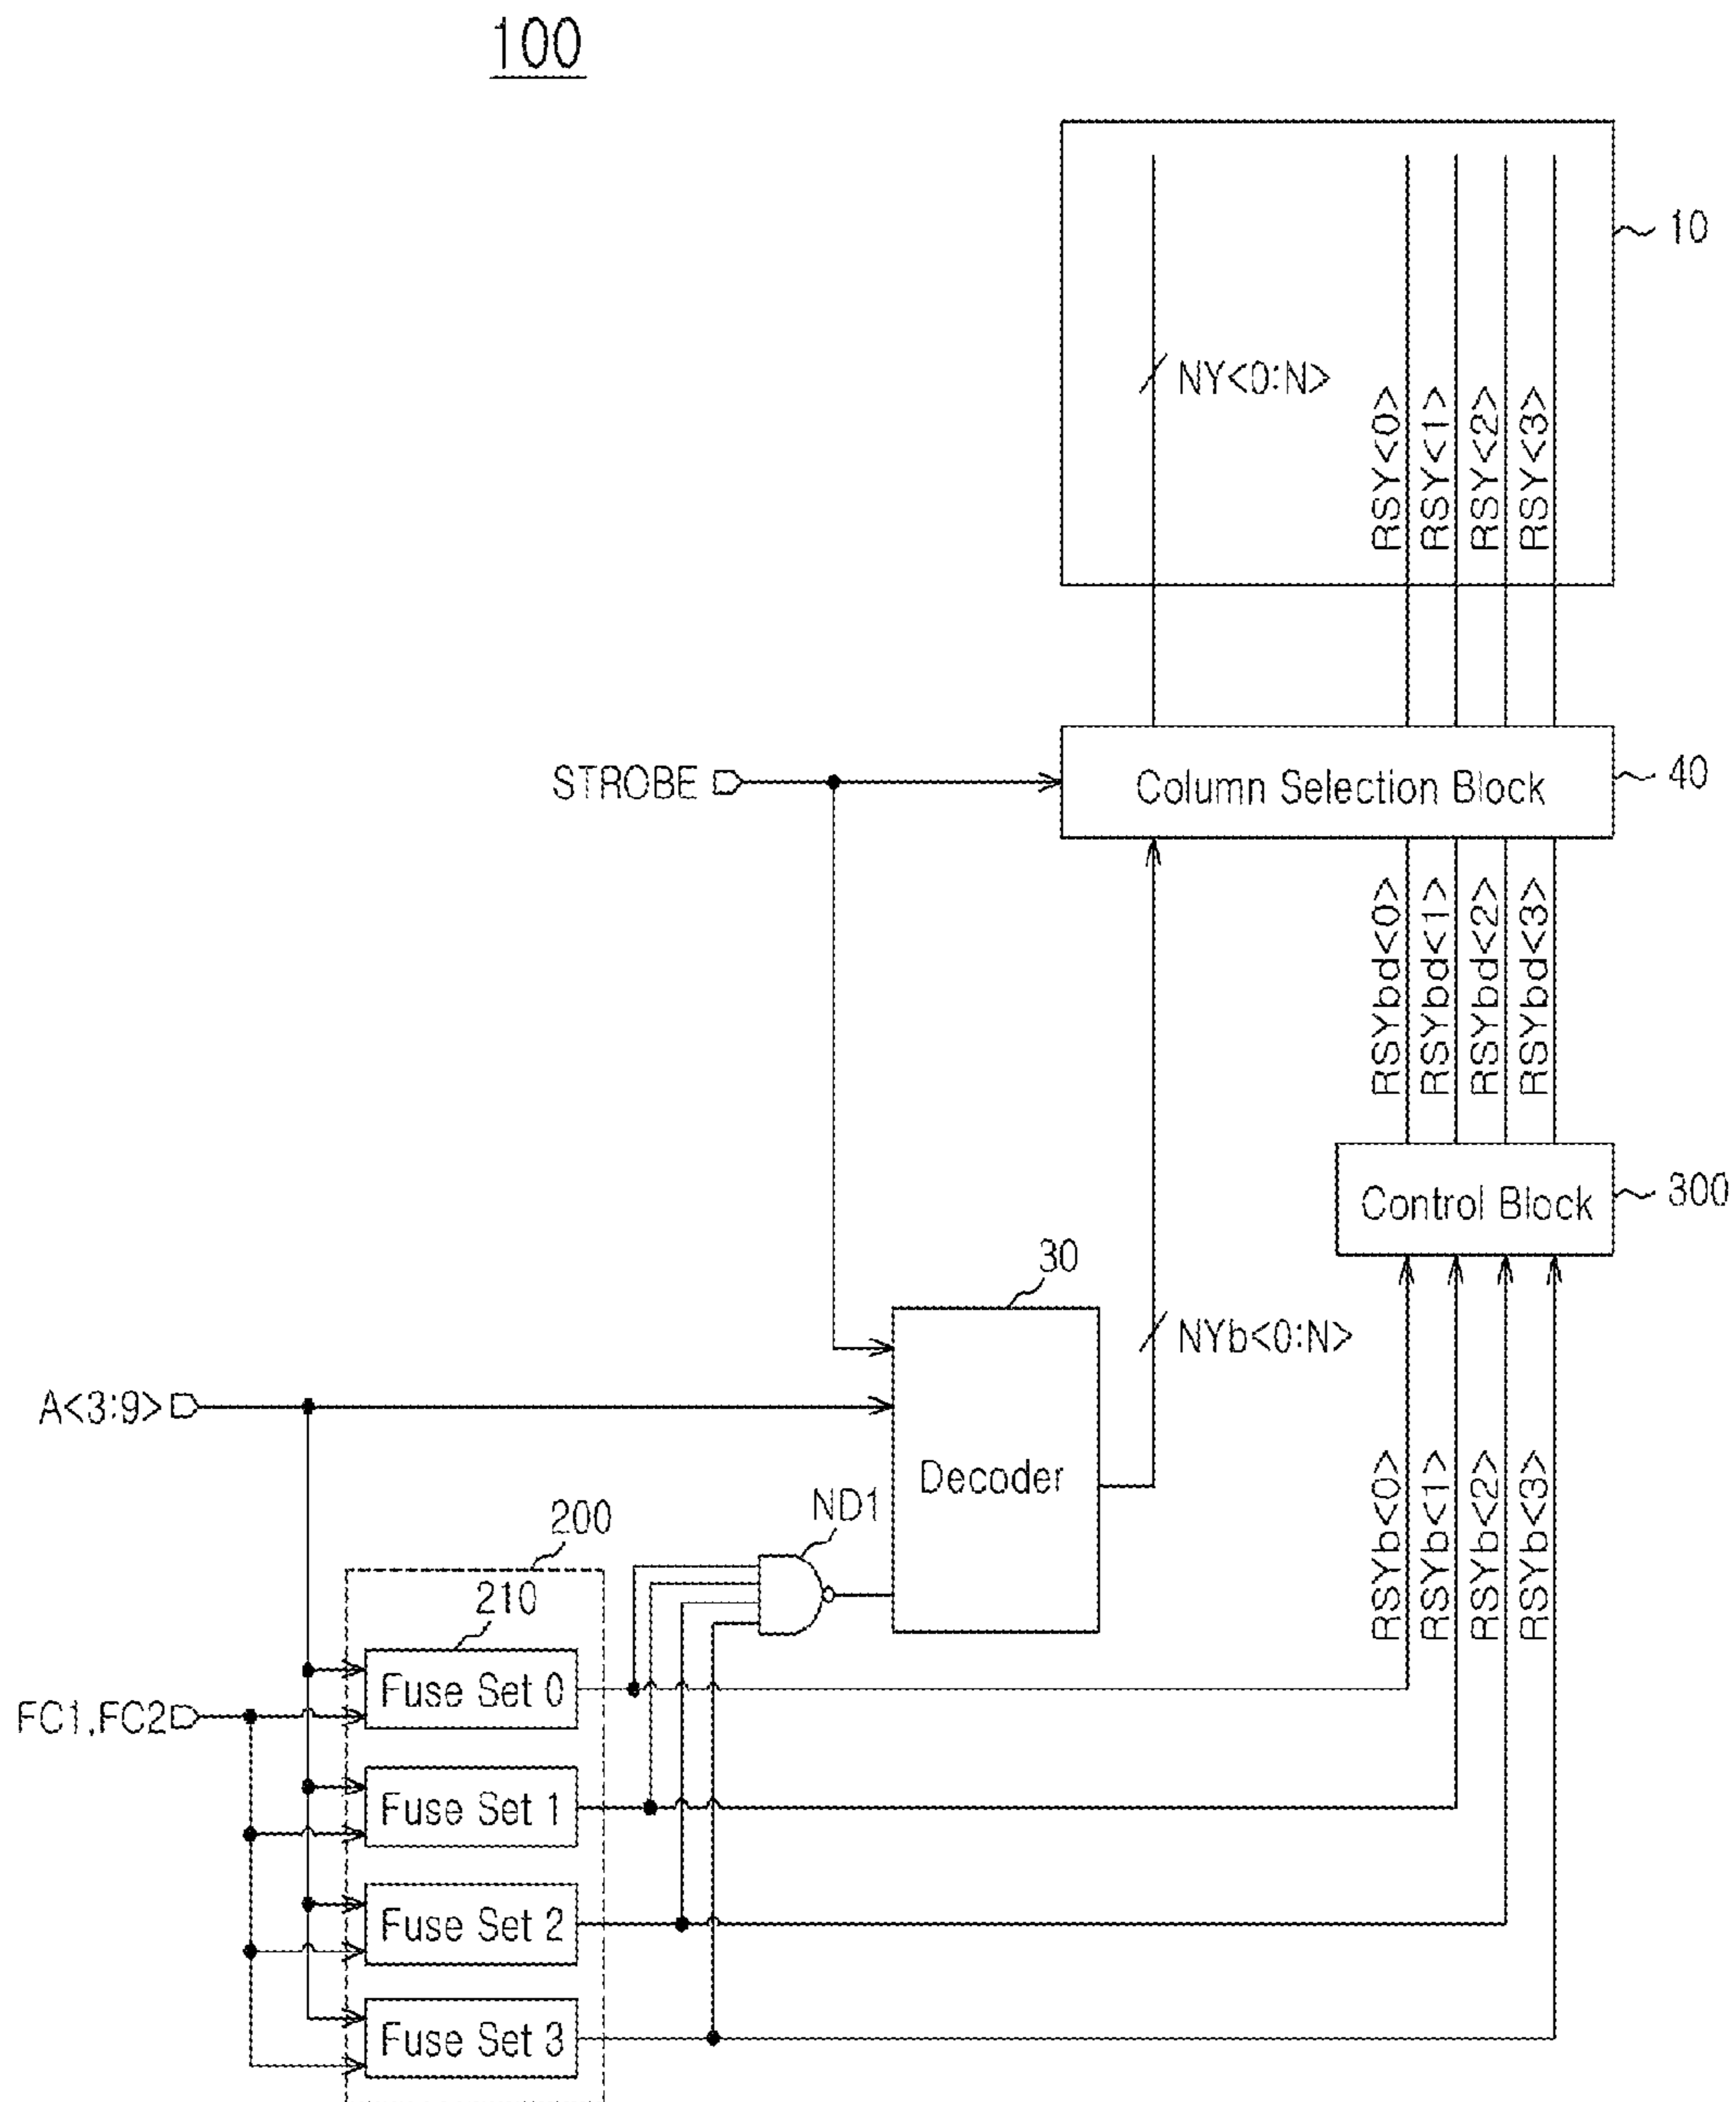 100
10
NY<0:N>
RSY<0>
RSY<1>
RSY<2>
RSY<3>
STROBE
Column Selection Block
40
RSYbd<0>
RSYbd<1>
RSYbd<2>
RSYbd<3>
Control Block
300
30
NYb<0:N>
A<3:9>
Decoder
RSYb<0>
RSYb<1>
RSYb<2>
RSYb<3>
ND1
200
210
Fuse Set 0
FC1,FC2
Fuse Set 1
Fuse Set 2
Fuse Set 3